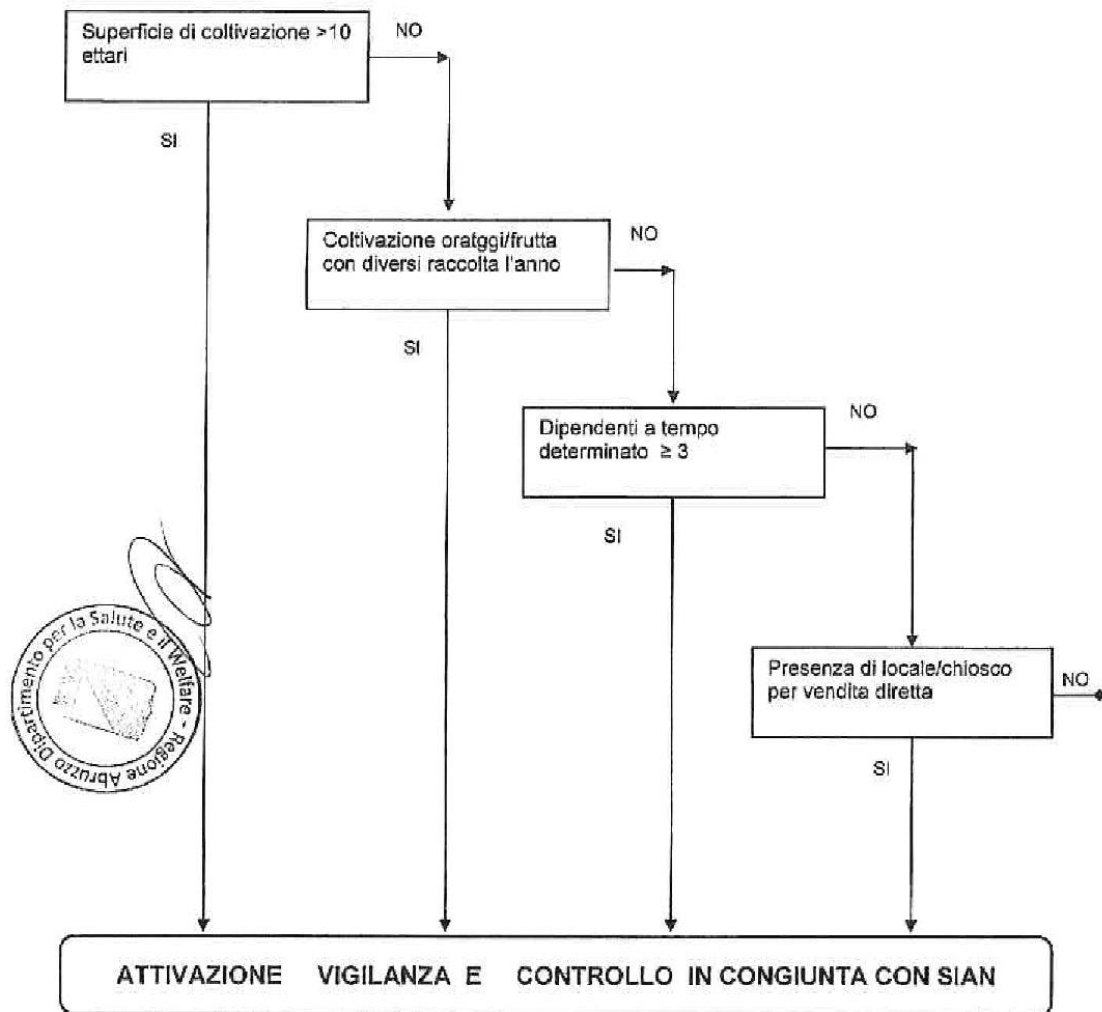 Superficie di coltivazione >10
ettari
NO
SI
Coltivazione oratggi/frutta
con diversi raccolta l'anno
NO
SI
Dipendenti a tempo
determinato ≥ 3
NO
SI
Dipartimento per la Salute e il Welfare - Regione Abruzzo
Presenza di locale/chiosco
per vendita diretta
NO
SI
ATTIVAZIONE VIGILANZA E CONTROLLO IN CONGIUNTA CON SIAN